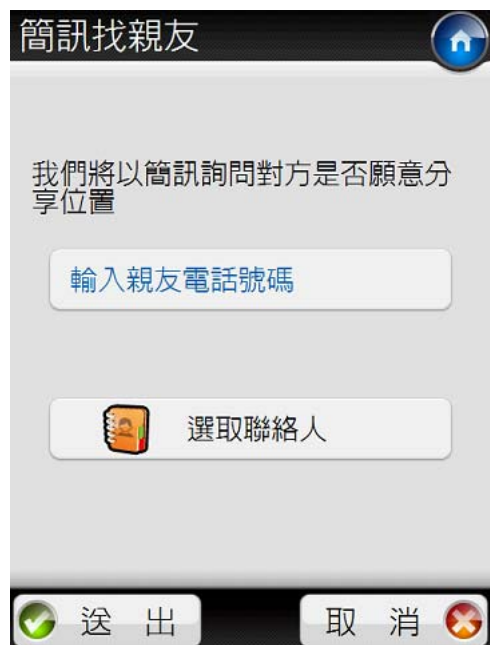 簡訊找親友
我們將以簡訊詢問對方是否願意分
享位置
輸入親友電話號碼
選取聯絡人
送 出
取 消